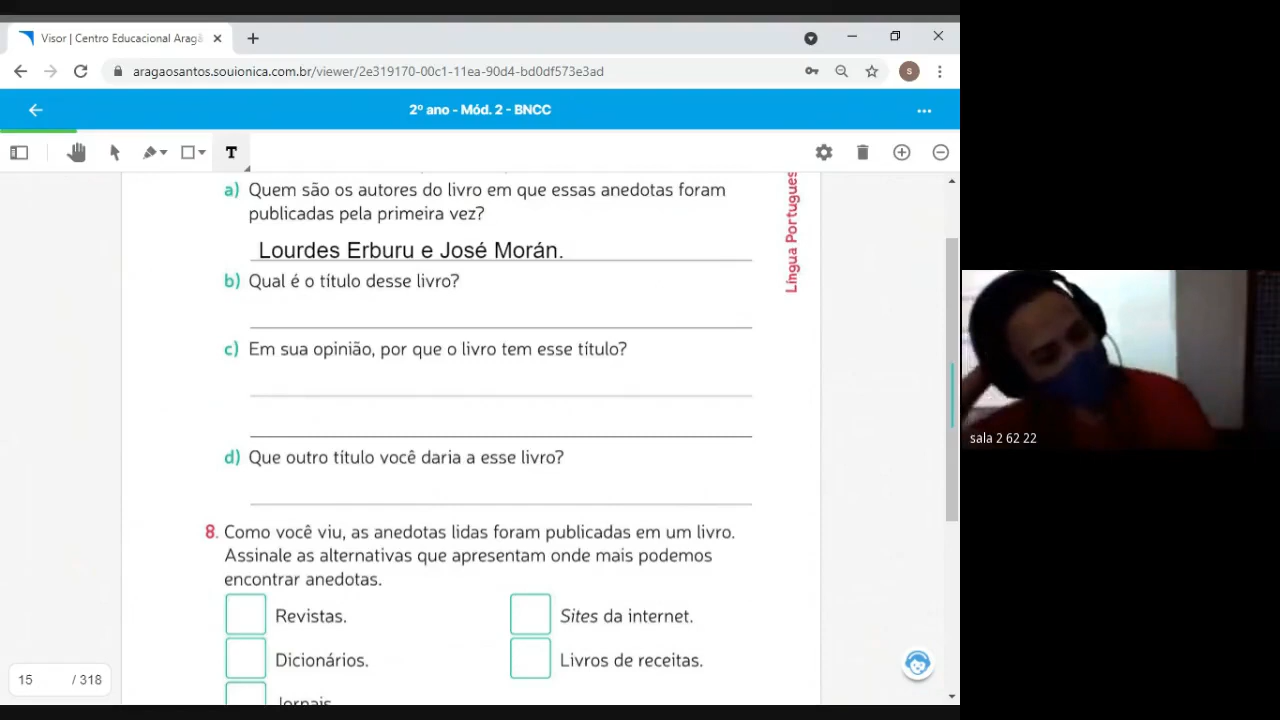 Visor | Centro Educacional Aragã
aragaosantos.souionica.com.br/viewer/2e319170-00c1-11ea-90d4-bd0df573e3ad
S
2º ano - Mód. 2 - BNCC
T
a) Quem são os autores do livro em que essas anedotas foram
publicadas pela primeira vez?
Lourdes Erburu e José Morán.
b) Qual é o título desse livro?
c) Em sua opinião, por que o livro tem esse título?
d) Que outro título você daria a esse livro?
8. Como você viu, as anedotas lidas foram publicadas em um livro.
Assinale as alternativas que apresentam onde mais podemos
encontrar anedotas.
Revistas.
Sites da internet.
Dicionários.
Livros de receitas.
Jornais
Língua Portugues
15 / 318
sala 2 62 22